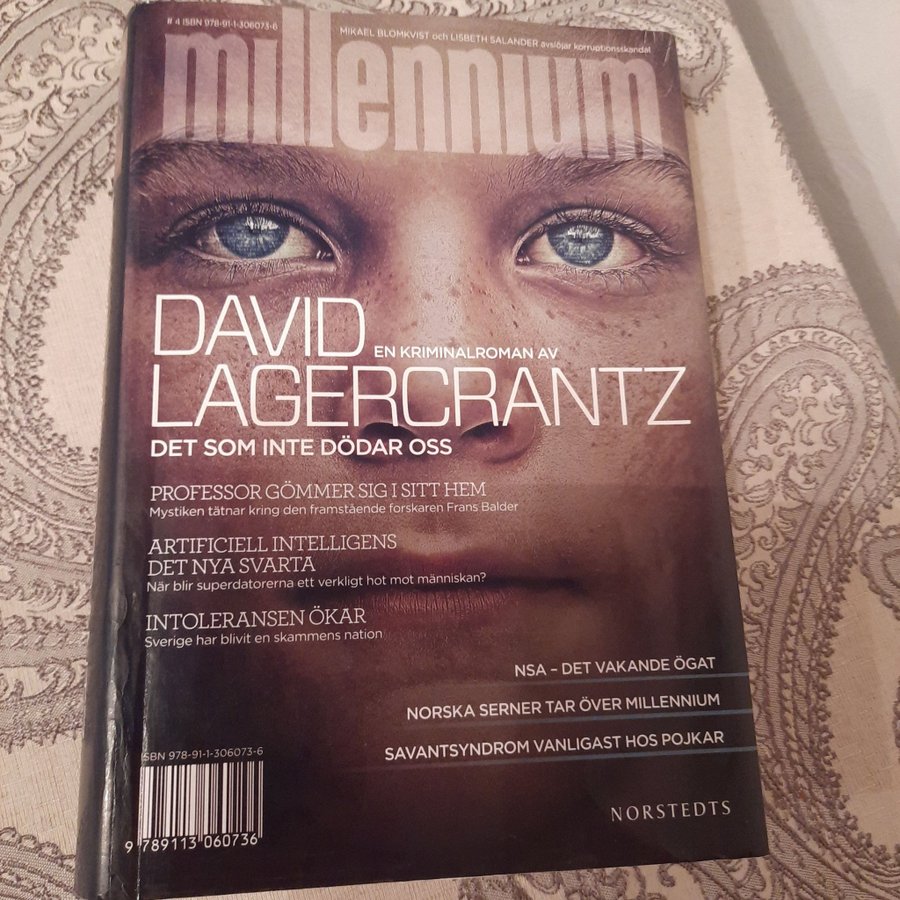 # 4 ISBN 978-91-1-306073-6
MIKAEL BLOMKVIST och LISBETH SALANDER avslöjar korruptionsskandal
millennium
DAVID
EN KRIMINALROMAN AV
LAGERCRANTZ
DET SOM INTE DÖDAR OSS
PROFESSOR GÖMMER SIG I SITT HEM
Mystiken tätnar kring den framstående forskaren Frans Balder
ARTIFICIELL INTELLIGENS
DET NYA SVARTA
När blir superdatorerna ett verkligt hot mot människan?
INTOLERANSEN ÖKAR
Sverige har blivit en skammens nation
NSA – DET VAKANDE ÖGAT
NORSKA SERNER TAR ÖVER MILLENNIUM
SAVANTSYNDROM VANLIGAST HOS POJKAR
ISBN 978-91-1-306073-6
9 789113 060736
NORSTEDTS